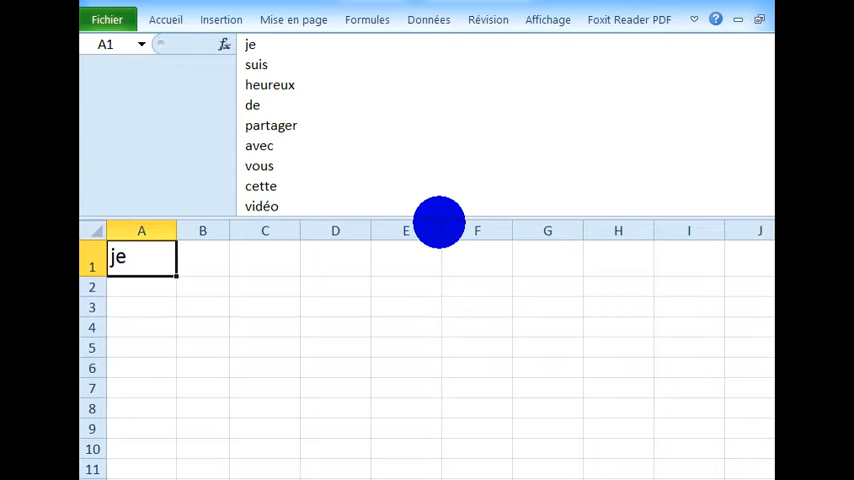 Fichier Accueil Insertion Mise en page Formules Données Révision Affichage Foxit Reader PDF ?
A1 fx je
suis
heureux
de
partager
avec
vous
cette
vidéo
A B C D E F G H I J
1 je
2
3
4
5
6
7
8
9
10
11